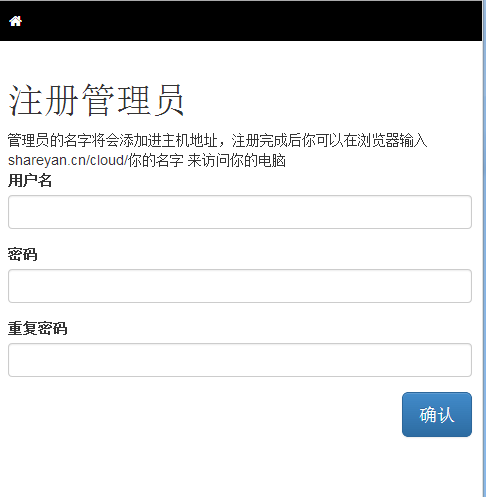 注册管理员
管理员的名字将会添加进主机地址，注册完成后你可以在浏览器输入
shareyan.cn/cloud/你的名字 来访问你的电脑
用户名
密码
重复密码
确认